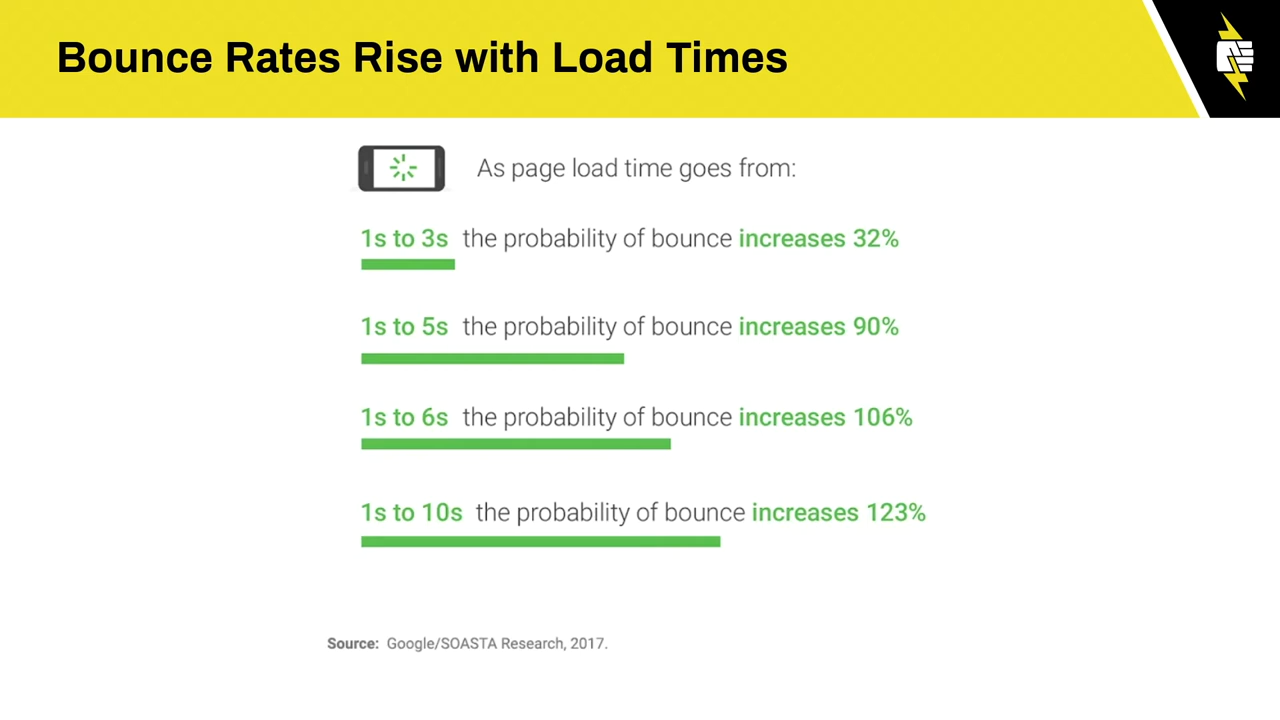 Bounce Rates Rise with Load Times
As page load time goes from:
1s to 3s the probability of bounce increases 32%
1s to 5s the probability of bounce increases 90%
1s to 6s the probability of bounce increases 106%
1s to 10s the probability of bounce increases 123%
Source: Google/SOASTA Research, 2017.